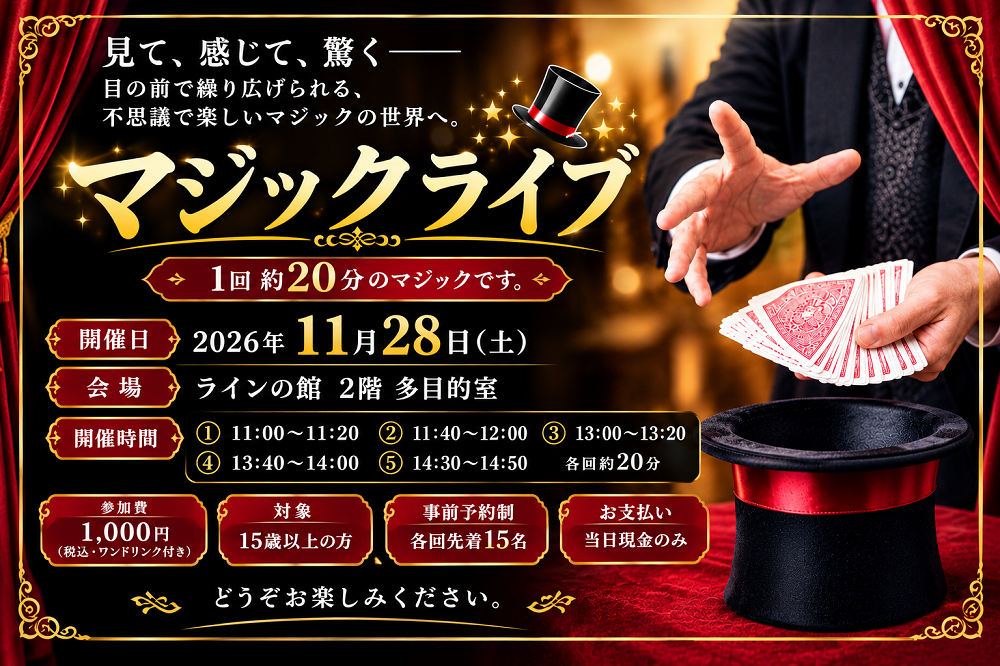 見て、感じて、驚く──
目の前で繰り広げられる、
不思議で楽しいマジックの世界へ。
マジックライブ
1回 約20分のマジックです。
開催日 2026年 11月28日(土)
会場 ラインの館 2階 多目的室
開催時間
① 11:00〜11:20 ② 11:40〜12:00 ③ 13:00〜13:20
④ 13:40〜14:00 ⑤ 14:30〜14:50 各回約20分
参加費
1,000円
(税込・ワンドリンク付き)
対象
15歳以上の方
事前予約制
各回先着15名
お支払い
当日現金のみ
どうぞお楽しみください。